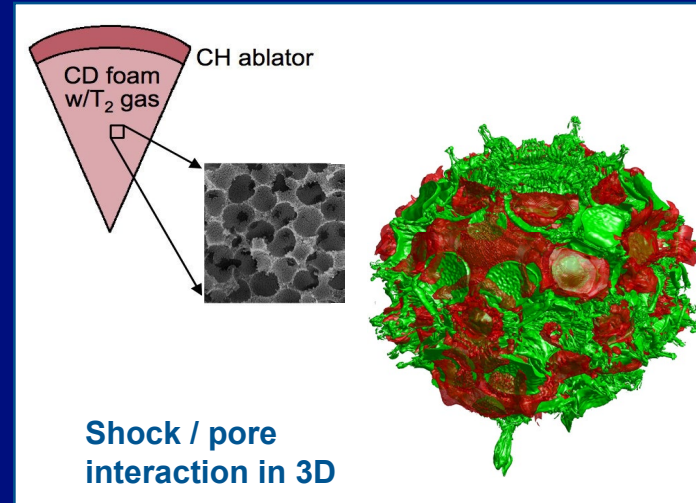 CH ablator
CD foam
w/T₂ gas
Shock / pore
interaction in 3D